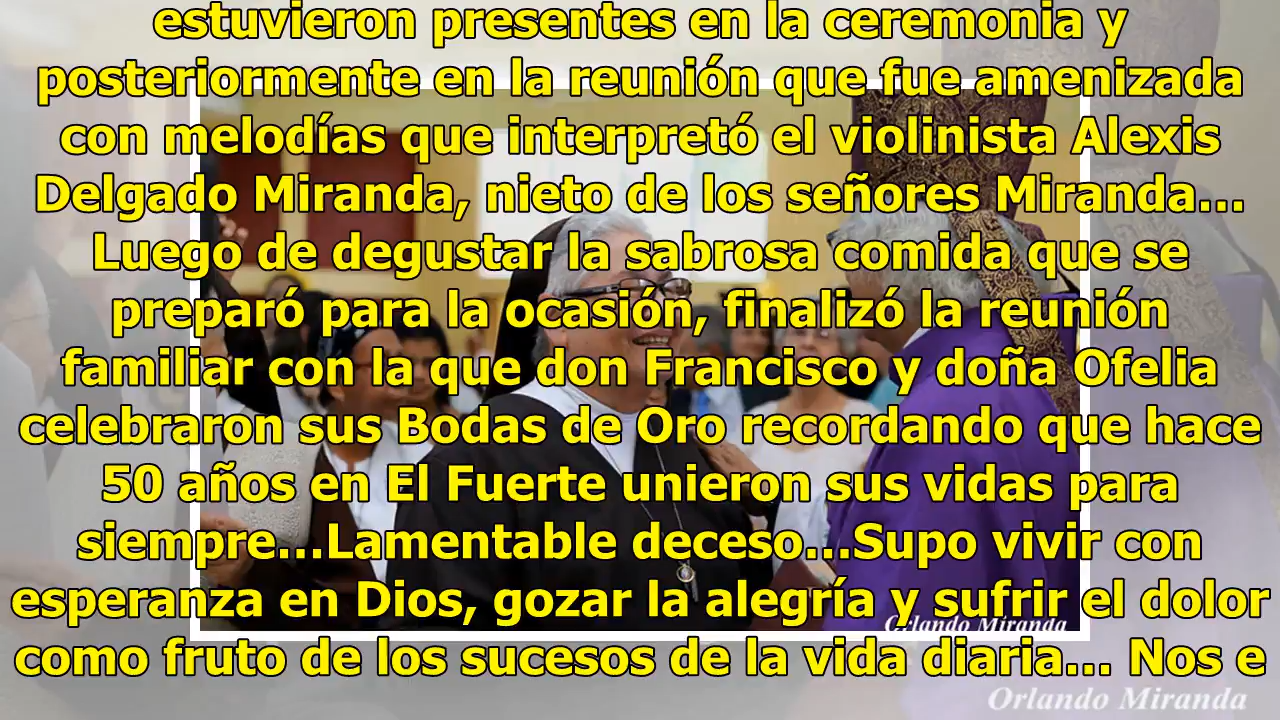 estuvieron presentes en la ceremonia y
posteriormente en la reunión que fue amenizada
con melodías que interpretó el violinista Alexis
Delgado Miranda, nieto de los señores Miranda...
Luego de degustar la sabrosa comida que se
preparó para la ocasión, finalizó la reunión
familiar con la que don Francisco y doña Ofelia
celebraron sus Bodas de Oro recordando que hace
50 años en El Fuerte unieron sus vidas para
siempre...Lamentable deceso...Supo vivir con
esperanza en Dios, gozar la alegría y sufrir el dolor
Orlando Miranda
como fruto de los sucesos de la vida diaria... Nos e
Orlando Miranda